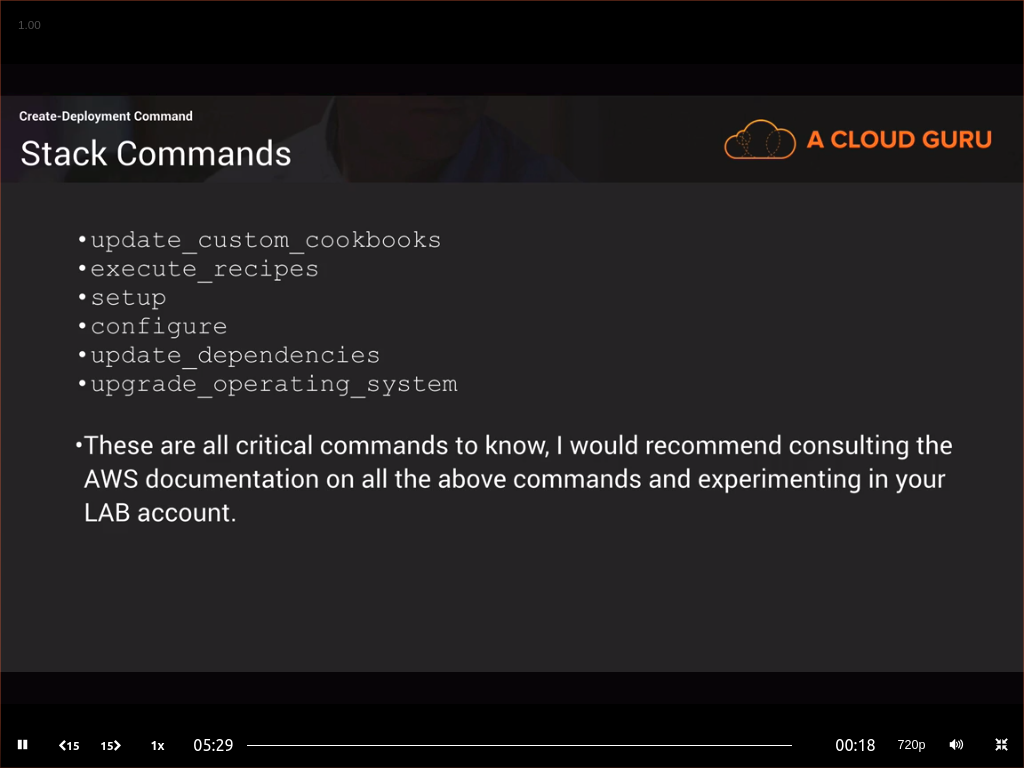 1.00
Create-Deployment Command
Stack Commands
A CLOUD GURU
•update_custom_cookbooks
•execute_recipes
•setup
•configure
•update_dependencies
•upgrade_operating_system
•These are all critical commands to know, I would recommend consulting the
AWS documentation on all the above commands and experimenting in your
LAB account.
15 15 1x 05:29 00:18 720p